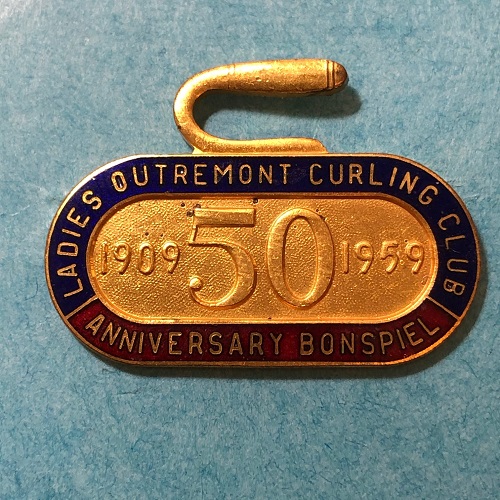 LADIES OUTREMONT CURLING CLUB
1909 50 1959
ANNIVERSARY BONSPIEL